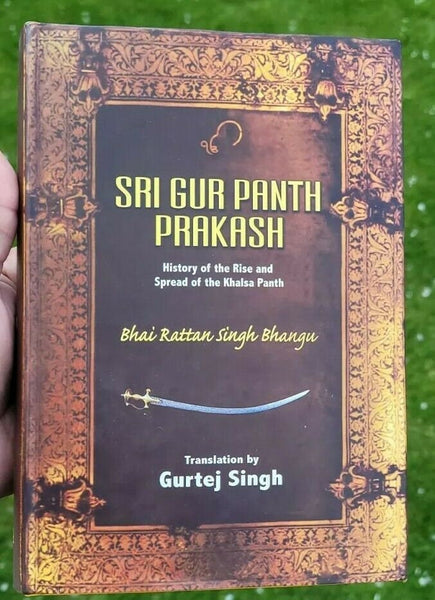 SRI GUR PANTH
PRAKASH
History of the Rise and
Spread of the Khalsa Panth
Bhai Rattan Singh Bhangu
Translation by
Gurtej Singh